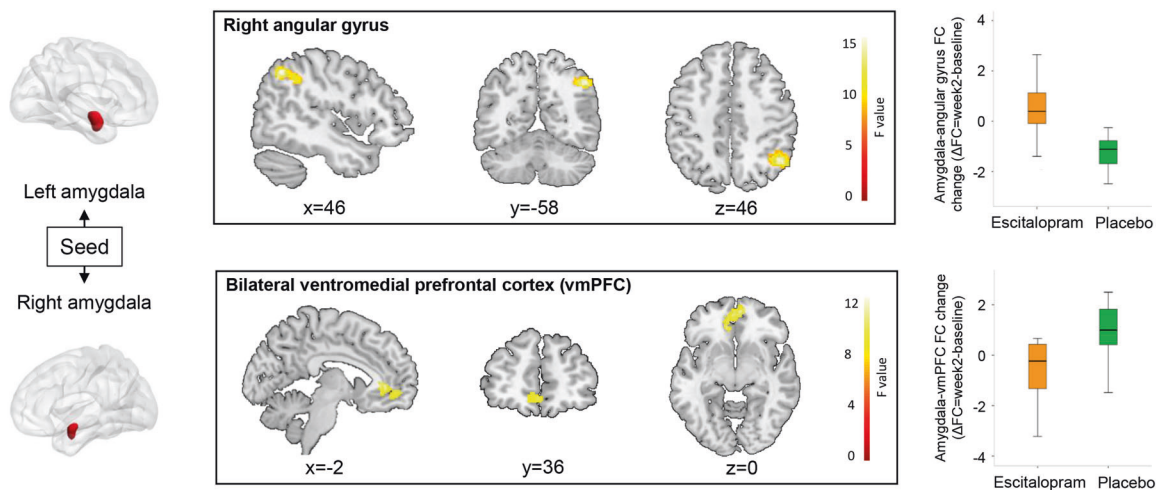 Left amygdala
Seed
Right amygdala
Right angular gyrus
x=46
y=-58
z=46
15
10
5
0
F value
Amygdala-angular gyrus FC
change (ΔFC=week2-baseline)
4
2
0
-2
Escitalopram
Placebo
Bilateral ventromedial prefrontal cortex (vmPFC)
x=-2
y=36
z=0
12
8
4
0
F value
Amygdala-vmPFC FC change
(ΔFC=week2-baseline)
2
0
-2
-4
Escitalopram
Placebo